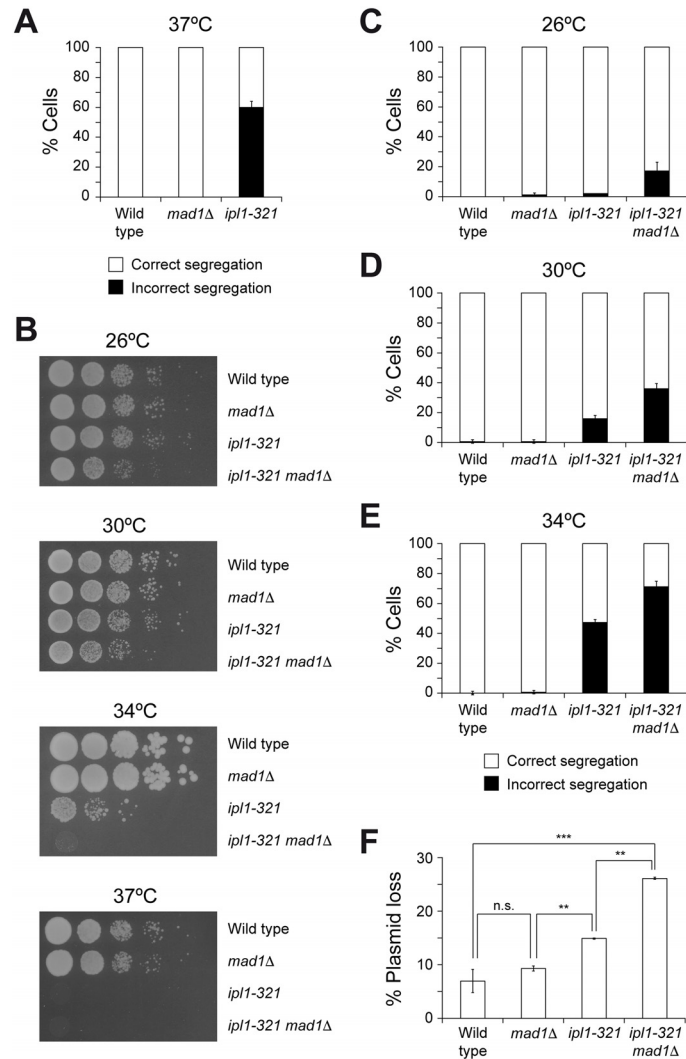 A
37ºC
100
80
60
40
20
0
% Cells
Wild
type
mad1Δ
ipl1-321
Correct segregation
Incorrect segregation
B
26ºC
Wild type
mad1Δ
ipl1-321
ipl1-321 mad1Δ
30ºC
Wild type
mad1Δ
ipl1-321
ipl1-321 mad1Δ
34ºC
Wild type
mad1Δ
ipl1-321
ipl1-321 mad1Δ
37ºC
Wild type
mad1Δ
ipl1-321
ipl1-321 mad1Δ
C
26ºC
100
80
60
40
20
0
% Cells
Wild
type
mad1Δ
ipl1-321
ipl1-321
mad1Δ
D
30ºC
100
80
60
40
20
0
% Cells
Wild
type
mad1Δ
ipl1-321
ipl1-321
mad1Δ
E
34ºC
100
80
60
40
20
0
% Cells
Wild
type
mad1Δ
ipl1-321
ipl1-321
mad1Δ
Correct segregation
Incorrect segregation
F
30
25
15
10
5
0
% Plasmid loss
n.s.
**
***
**
Wild
type
mad1Δ
ipl1-321
ipl1-321
mad1Δ